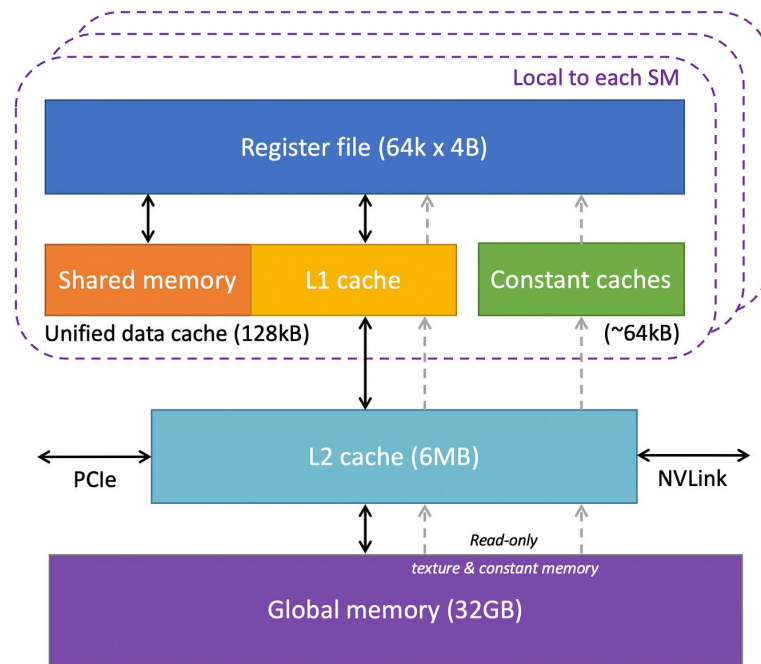 Local to each SM
Register file (64k x 4B)
Shared memory
L1 cache
Constant caches
Unified data cache (128kB)
(~64kB)
L2 cache (6MB)
PCIe
NVLink
Read-only
texture & constant memory
Global memory (32GB)